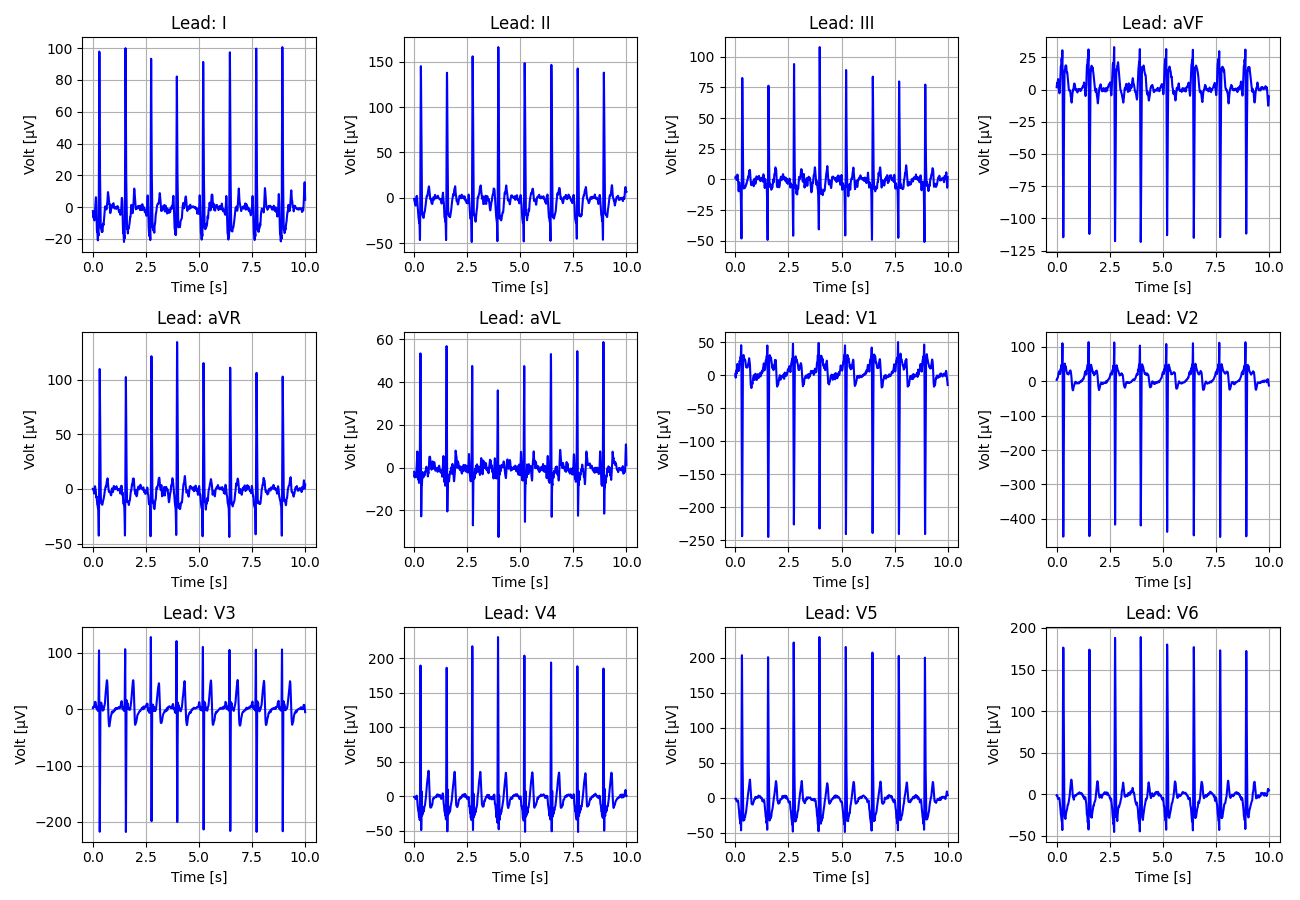 Lead: I Lead: II Lead: III Lead: aVF
Volt [µV] 100 80 60 40 20 0 −20
0.0 2.5 5.0 7.5 10.0
Time [s]
Volt [µV] 150 100 50 0 −50
0.0 2.5 5.0 7.5 10.0
Time [s]
Volt [µV] 100 75 50 25 0 −25 −50
0.0 2.5 5.0 7.5 10.0
Time [s]
Volt [µV] 25 0 −25 −50 −75 −100 −125
0.0 2.5 5.0 7.5 10.0
Time [s]
Lead: aVR Lead: aVL Lead: V1 Lead: V2
Volt [µV] 100 50 0 −50
0.0 2.5 5.0 7.5 10.0
Time [s]
Volt [µV] 60 40 20 0 −20
0.0 2.5 5.0 7.5 10.0
Time [s]
Volt [µV] 50 0 −50 −100 −150 −200 −250
0.0 2.5 5.0 7.5 10.0
Time [s]
Volt [µV] 100 0 −100 −200 −300 −400
0.0 2.5 5.0 7.5 10.0
Time [s]
Lead: V3 Lead: V4 Lead: V5 Lead: V6
Volt [µV] 100 0 −100 −200
0.0 2.5 5.0 7.5 10.0
Time [s]
Volt [µV] 200 150 100 50 0 −50
0.0 2.5 5.0 7.5 10.0
Time [s]
Volt [µV] 200 150 100 50 0 −50
0.0 2.5 5.0 7.5 10.0
Time [s]
Volt [µV] 200 150 100 50 0 −50
0.0 2.5 5.0 7.5 10.0
Time [s]